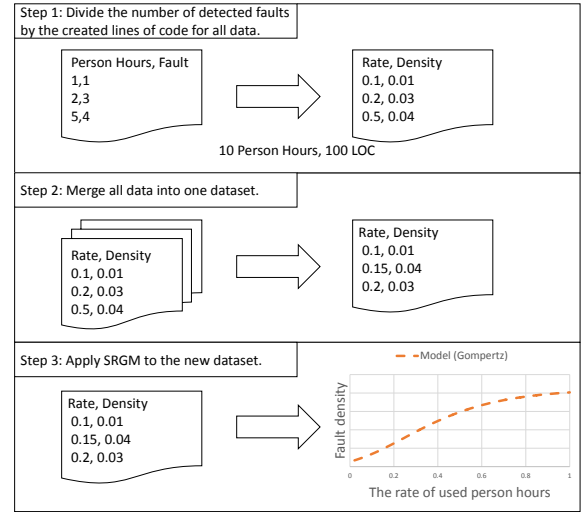 Step 1: Divide the number of detected faults
by the created lines of code for all data.
Person Hours, Fault
1,1
2,3
5,4
Rate, Density
0.1, 0.01
0.2, 0.03
0.5, 0.04
10 Person Hours, 100 LOC
Step 2: Merge all data into one dataset.
Rate, Density
0.1, 0.01
0.2, 0.03
0.5, 0.04
Rate, Density
0.1, 0.01
0.15, 0.04
0.2, 0.03
Step 3: Apply SRGM to the new dataset.
Rate, Density
0.1, 0.01
0.15, 0.04
0.2, 0.03
Model (Gompertz)
Fault density
0 0.2 0.4 0.6 0.8 1
The rate of used person hours